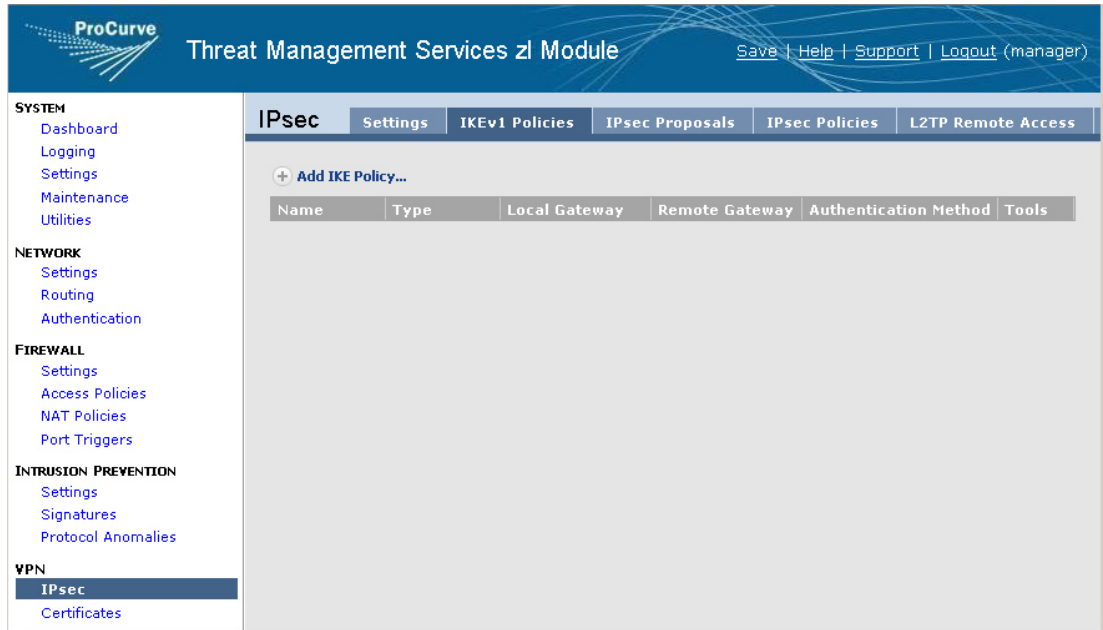 ProCurve
Threat Management Services zl Module
Save | Help | Support | Logout (manager)
SYSTEM
Dashboard
Logging
Settings
Maintenance
Utilities
NETWORK
Settings
Routing
Authentication
FIREWALL
Settings
Access Policies
NAT Policies
Port Triggers
INTRUSION PREVENTION
Settings
Signatures
Protocol Anomalies
VPN
IPsec
Certificates
IPsec Settings IKEv1 Policies IPsec Proposals IPsec Policies L2TP Remote Access
+ Add IKE Policy...
Name Type Local Gateway Remote Gateway Authentication Method Tools